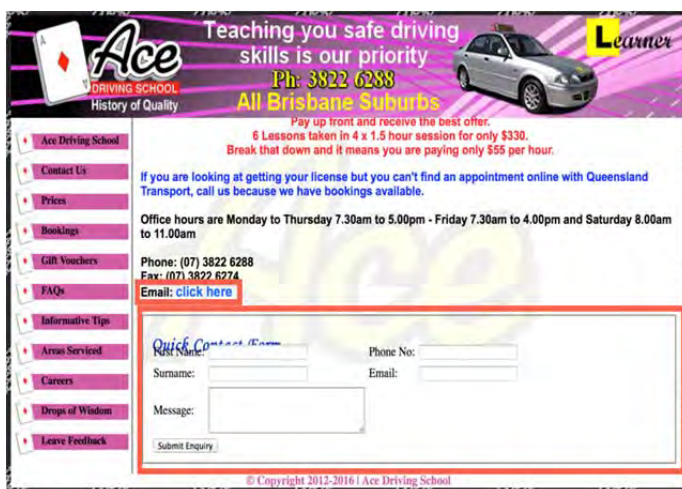 A
Ace
DRIVING SCHOOL
History of Quality
Teaching you safe driving
skills is our priority
Ph: 3822 6288
All Brisbane Suburbs
Learner
Ace Driving School
Contact Us
Prices
Bookings
Gift Vouchers
FAQs
Informative Tips
Areas Serviced
Careers
Drops of Wisdom
Leave Feedback
Pay up front and receive the best offer.
6 Lessons taken in 4 x 1.5 hour session for only $330.
Break that down and it means you are paying only $55 per hour.
If you are looking at getting your license but you can't find an appointment online with Queensland
Transport, call us because we have bookings available.
Office hours are Monday to Thursday 7.30am to 5.00pm - Friday 7.30am to 4.00pm and Saturday 8.00am
to 11.00am
Phone: (07) 3822 6288
Fax: (07) 3822 6274
Email: click here
Ace
Quick Contact Form
First Name: Phone No:
Surname: Email:
Message:
Submit Enquiry
© Copyright 2012-2016 | Ace Driving School